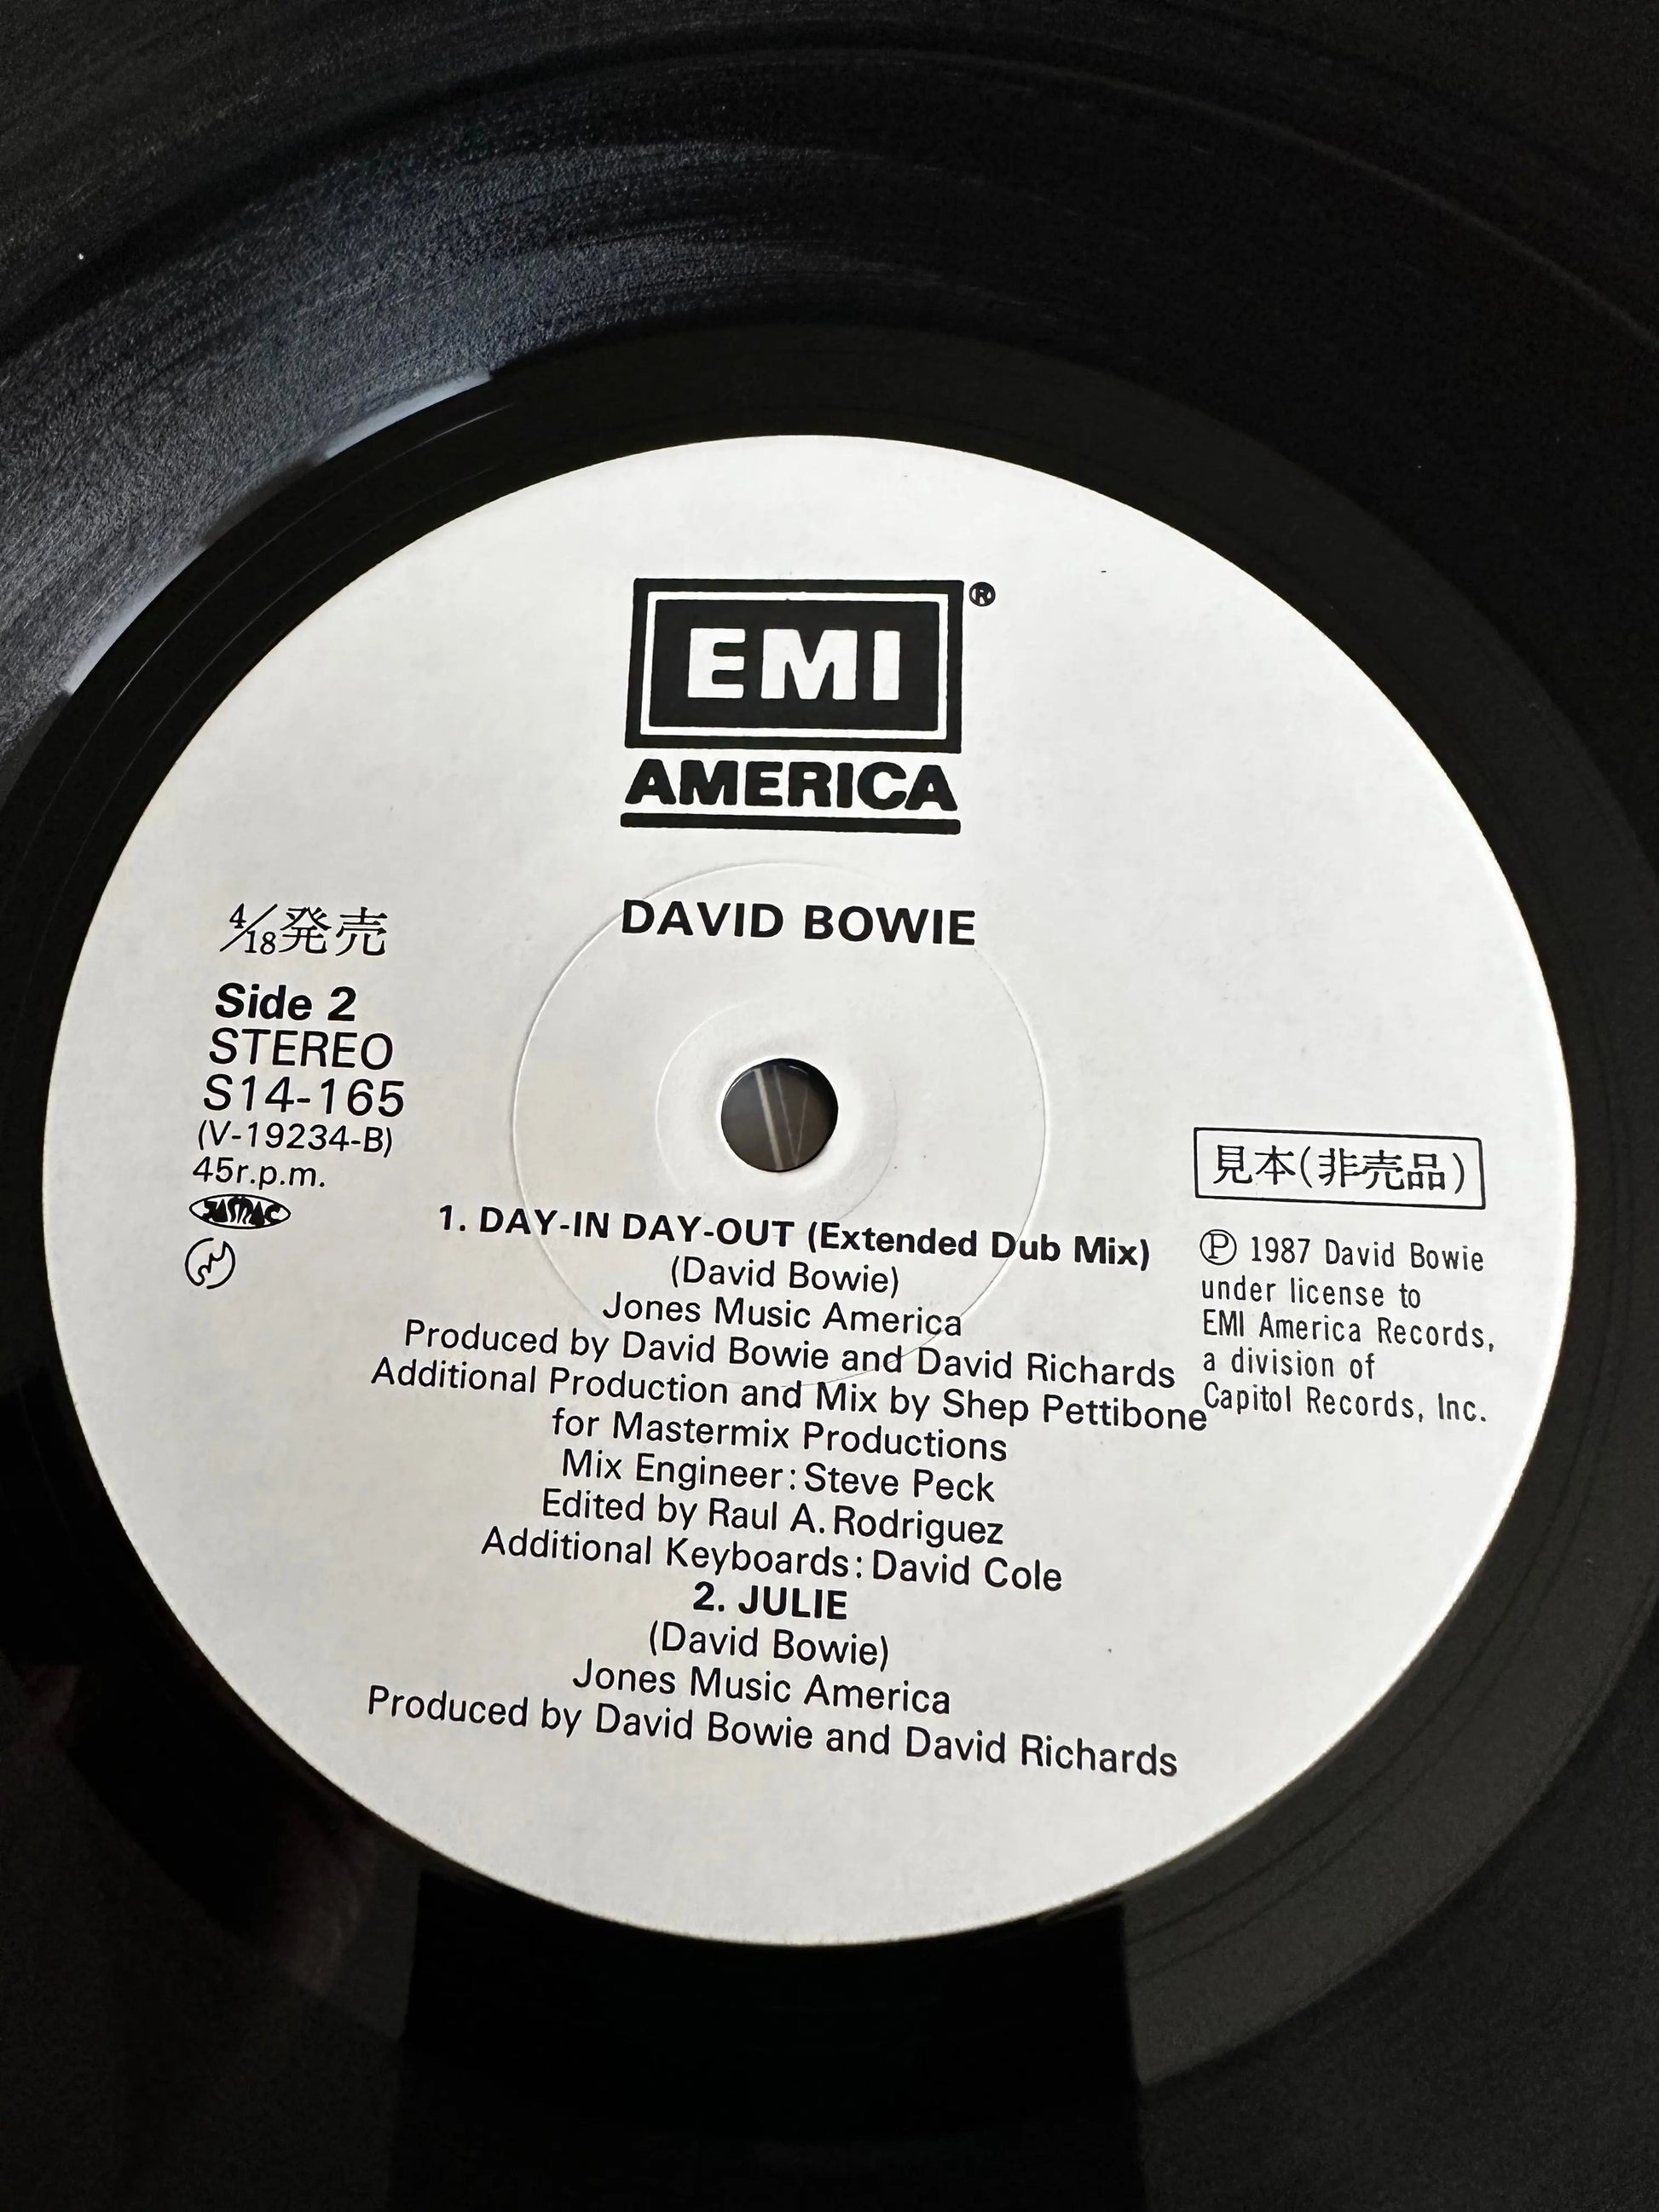 EMI
®
AMERICA
DAVID BOWIE
4/18発売
Side 2
STEREO
S14-165
(V-19234-B)
45r.p.m.
JASRAC
見本(非売品)
1. DAY-IN DAY-OUT (Extended Dub Mix)
(David Bowie)
Jones Music America
Produced by David Bowie and David Richards
Additional Production and Mix by Shep Pettibone
for Mastermix Productions
Mix Engineer: Steve Peck
Edited by Raul A. Rodriguez
Additional Keyboards: David Cole
2. JULIE
(David Bowie)
Jones Music America
Produced by David Bowie and David Richards
Ⓟ 1987 David Bowie
under license to
EMI America Records,
a division of
Capitol Records, Inc.